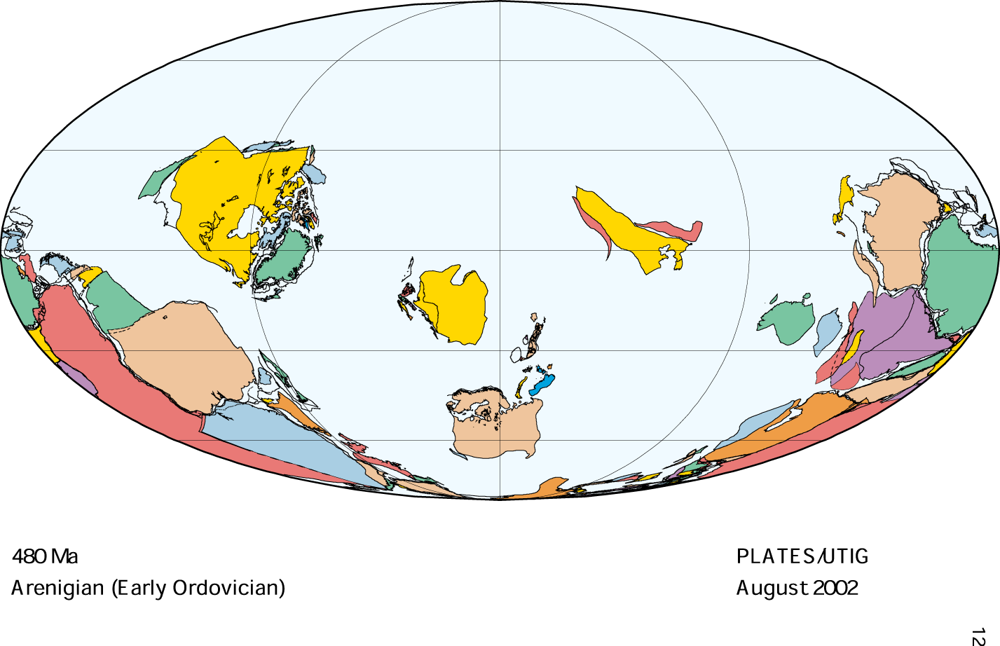 480 Ma
Arenigian (Early Ordovician)
PLATES/UTIG
August 2002
12